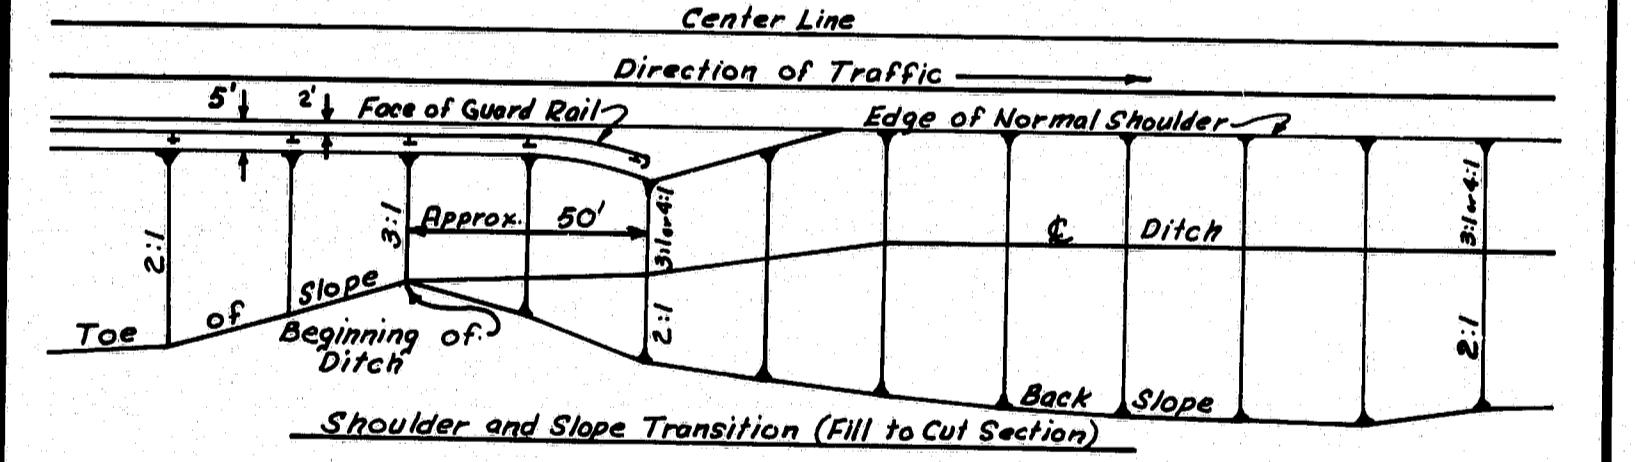 Center Line
Direction of Traffic
5' 2' Face of Guard Rail
Edge of Normal Shoulder
2:1
3:1
Approx. 50'
3:1 or 4:1
℄ Ditch
3:1 or 4:1
Toe of Slope
Beginning of
Ditch
2:1
2:1
Back Slope
Shoulder and Slope Transition (Fill to Cut Section)